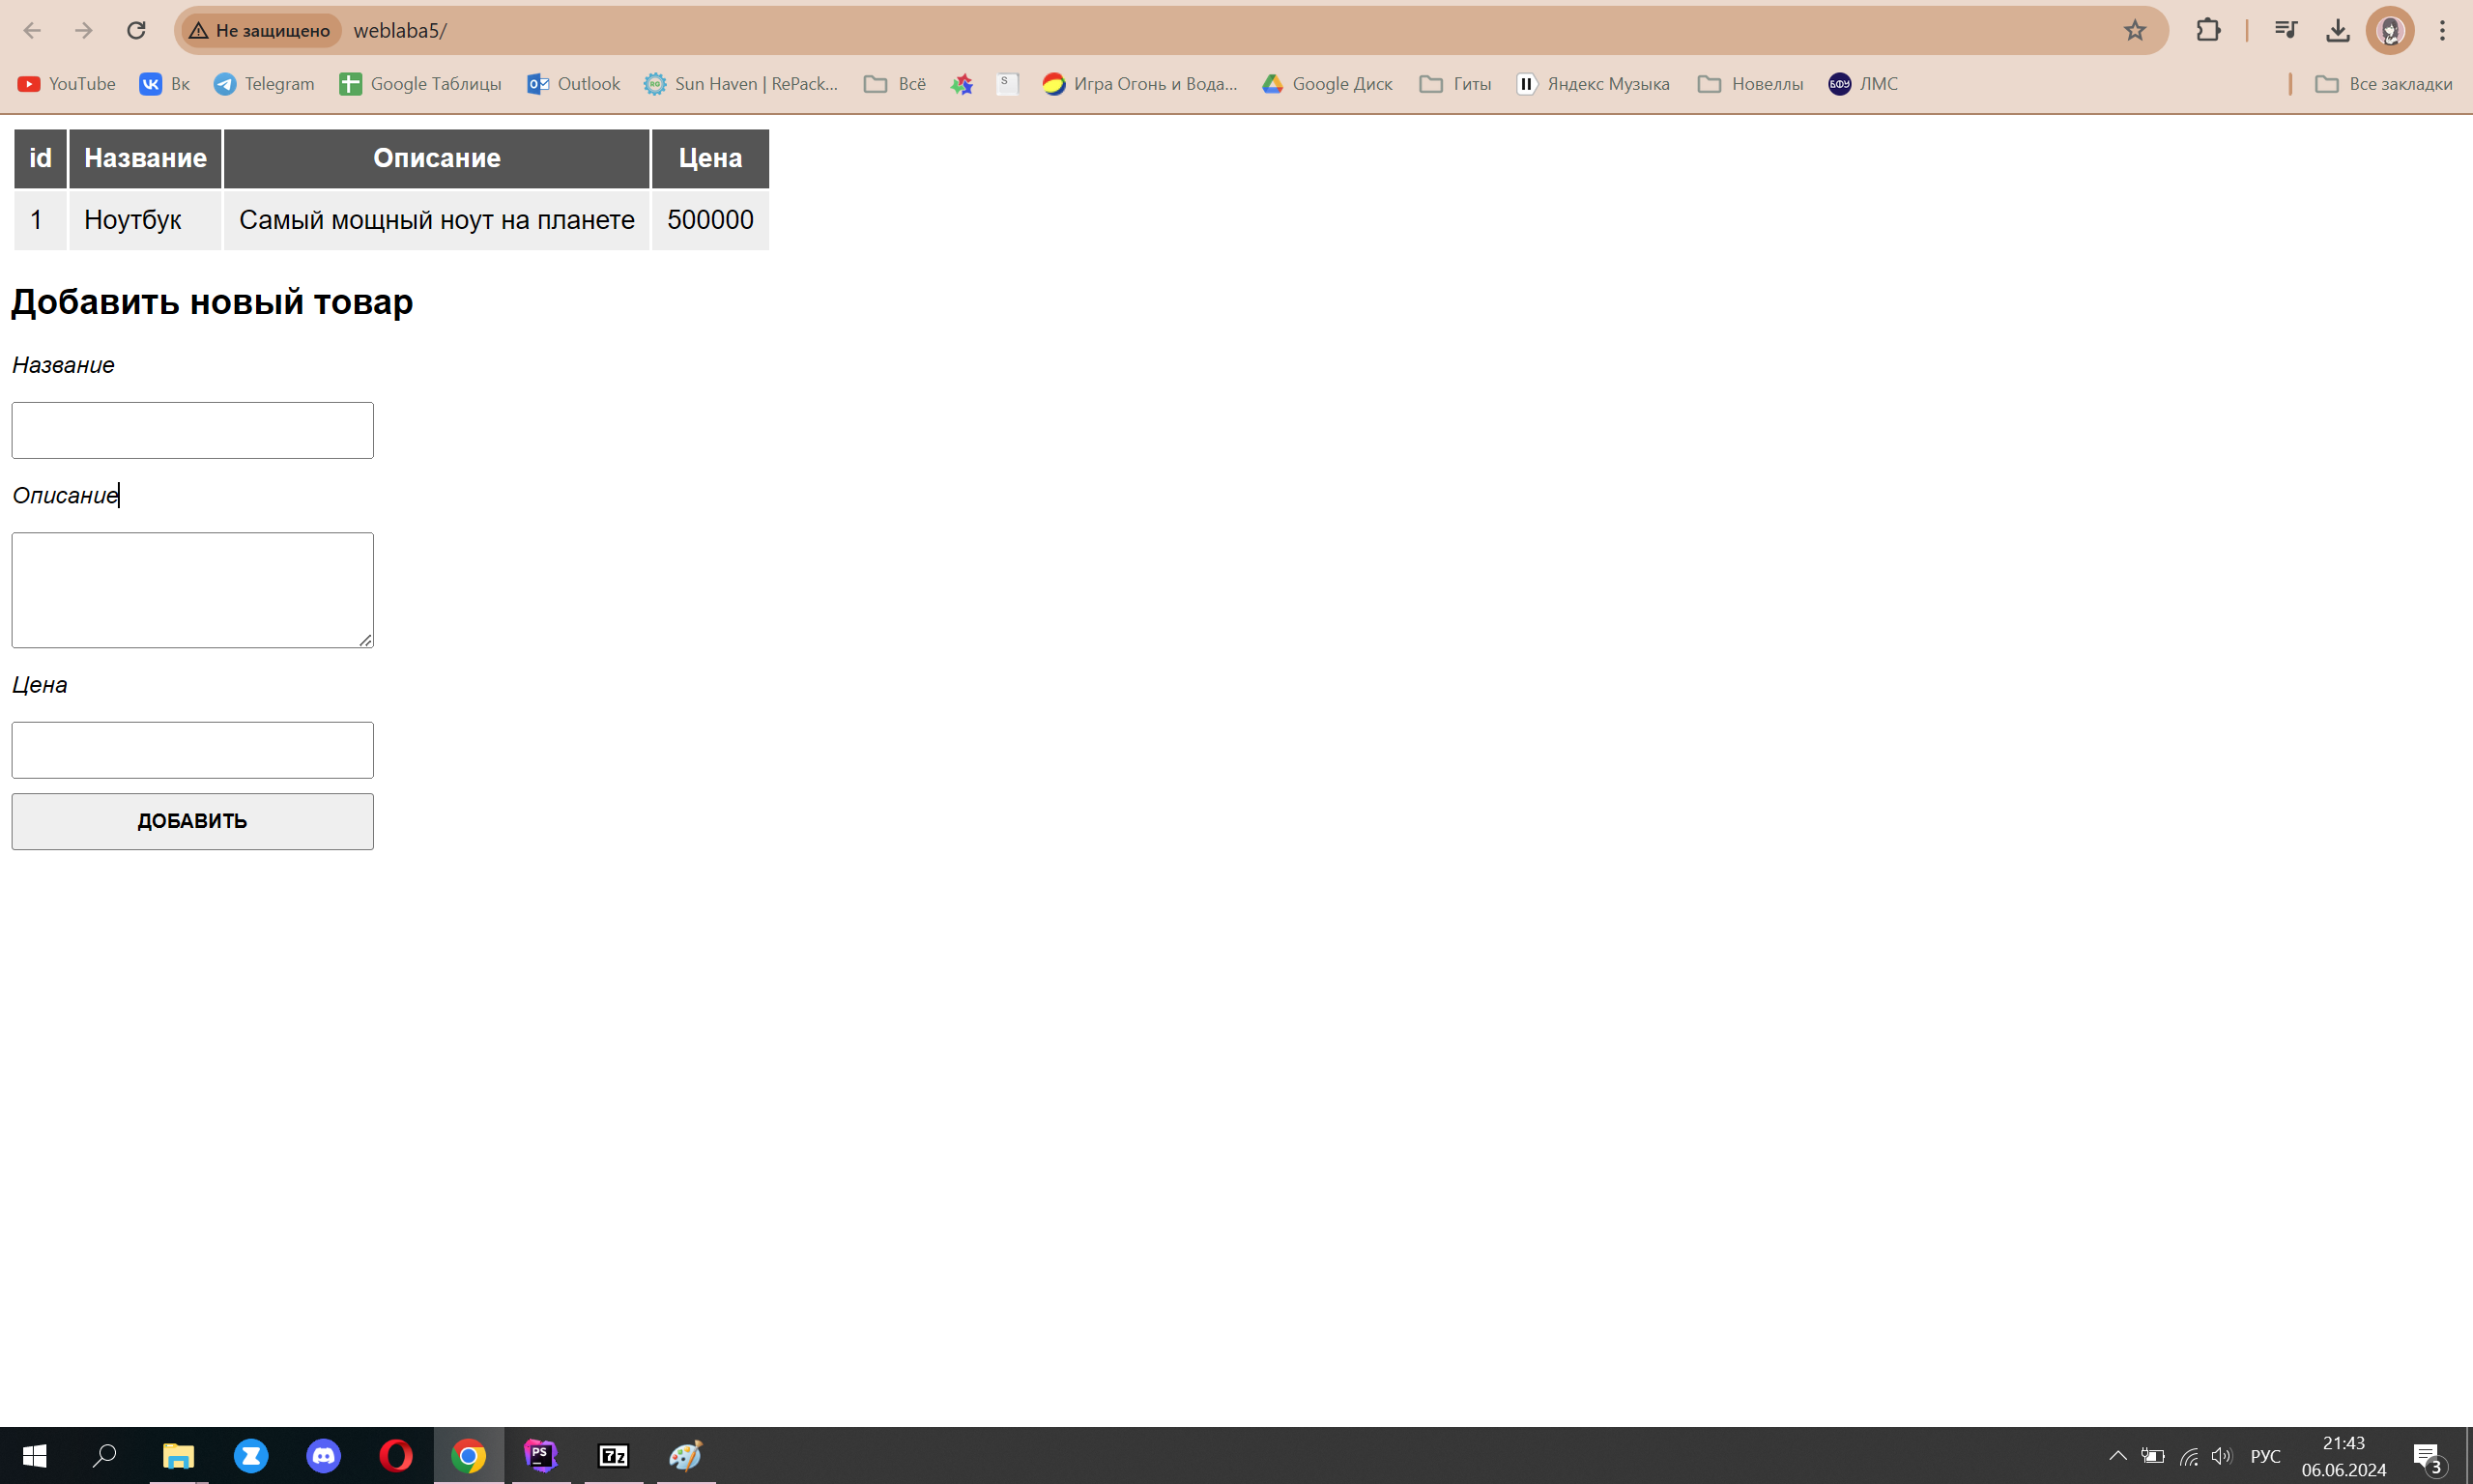 Не защищено weblaba5/
YouTube Вк Telegram Google Таблицы Outlook Sun Haven | RePack... Всё S Игра Огонь и Вода... Google Диск Гиты Яндекс Музыка Новеллы БФУ ЛМС Все закладки
id Название Описание Цена
1 Ноутбук Самый мощный ноут на планете 500000
Добавить новый товар
Название
Описание
Цена
ДОБАВИТЬ
PS 7z РУС 21:43
06.06.2024 3